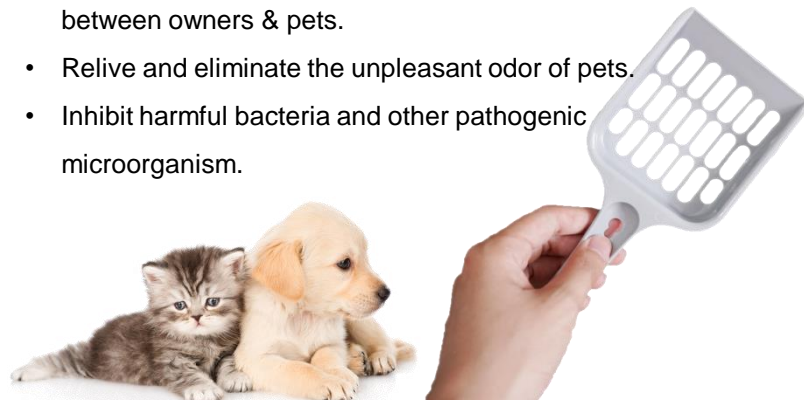 between owners & pets.
• Relive and eliminate the unpleasant odor of pets.
• Inhibit harmful bacteria and other pathogenic
microorganism.